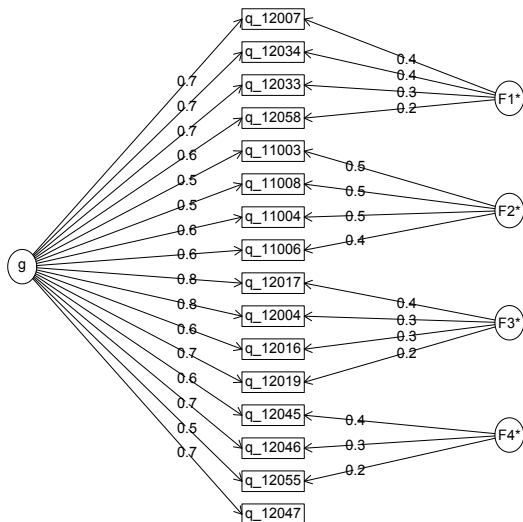 q_12007
q_12034
q_12033
q_12058
q_11003
q_11008
q_11004
q_11006
q_12017
q_12004
q_12016
q_12019
q_12045
q_12046
q_12055
q_12047
g
0.7
0.7
0.7
0.6
0.5
0.5
0.6
0.6
0.8
0.8
0.6
0.7
0.6
0.7
0.5
0.7
0.4
0.4
0.3
0.2
F1*
0.5
0.5
0.5
0.4
F2*
0.4
0.3
0.3
0.2
F3*
0.4
0.3
0.2
F4*